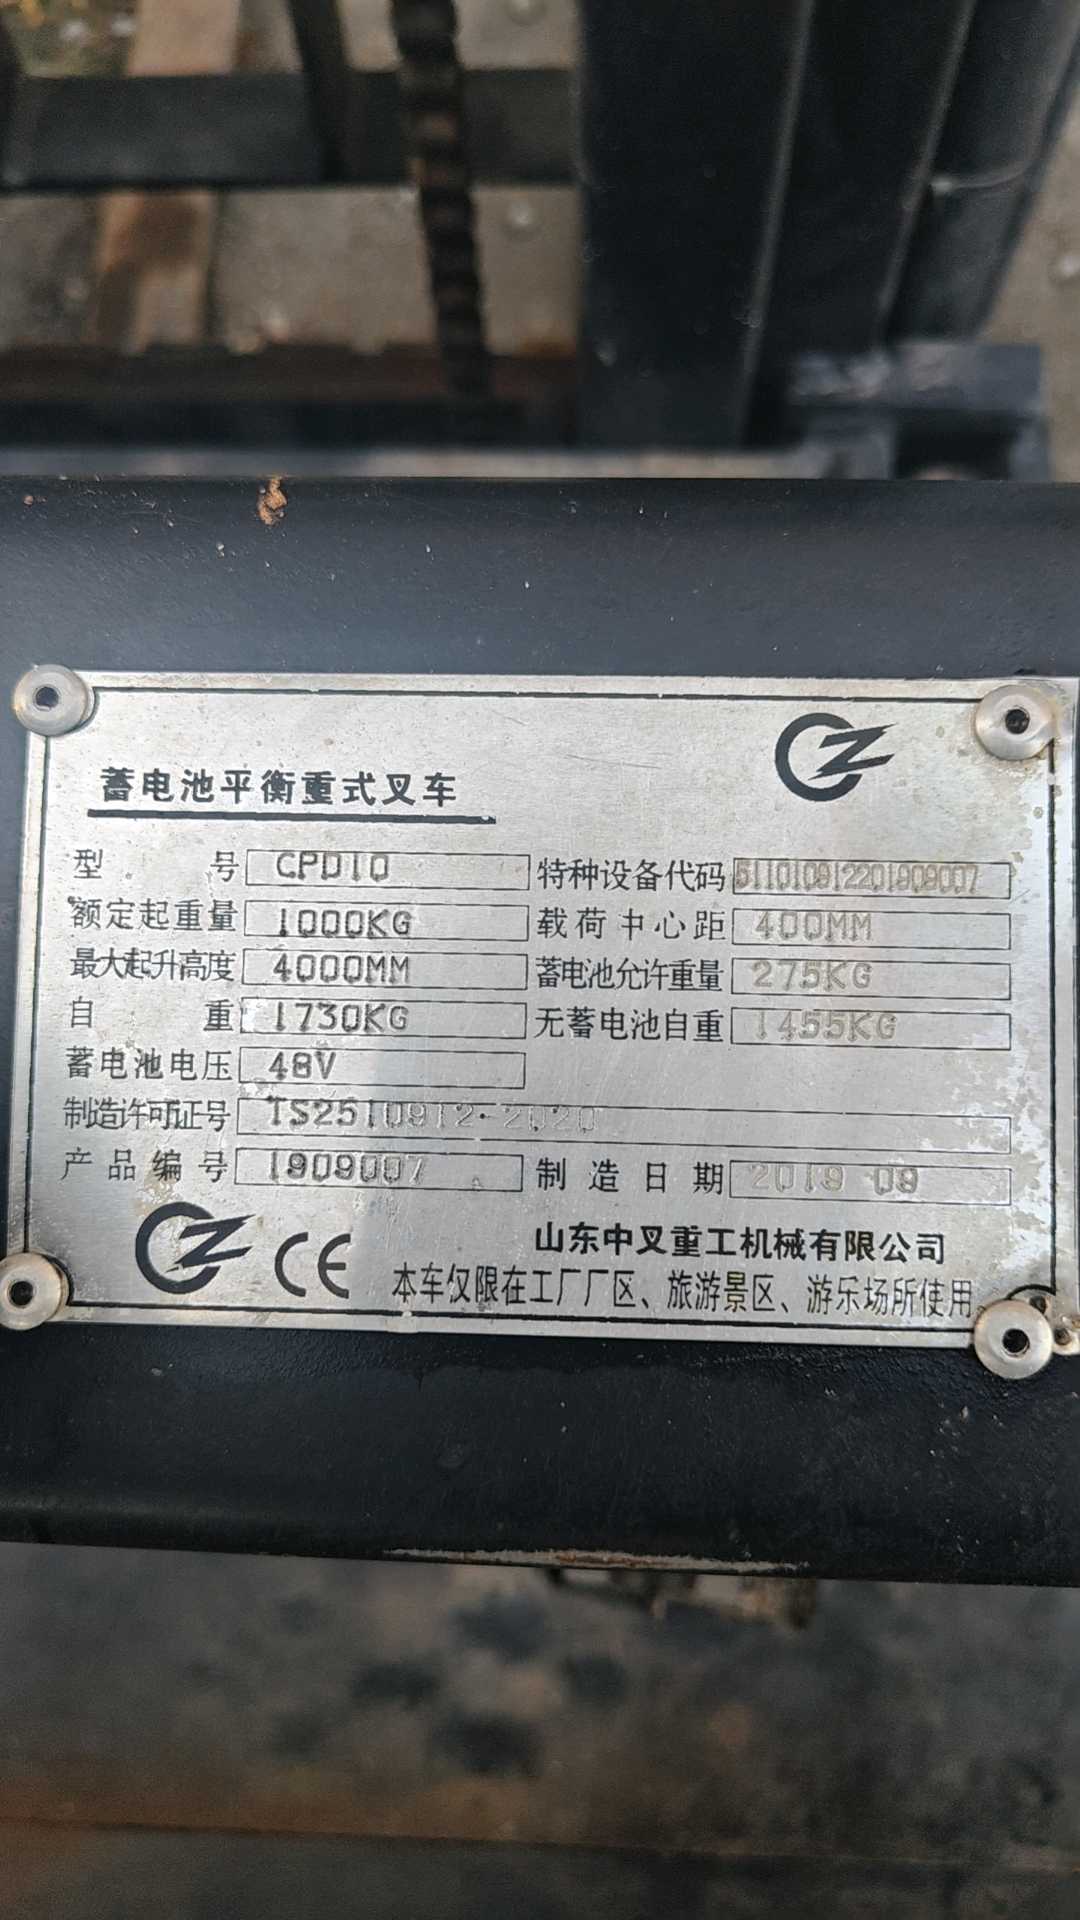 蓄电池平衡重式叉车
型号 CPD10 特种设备代码 511010912201909007
额定起重量 1000KG 载荷中心距 400MM
最大起升高度 4000MM 蓄电池允许重量 275KG
自重 1730KG 无蓄电池自重 1455KG
蓄电池电压 48V
制造许可证号 TS2510912-2020
产品编号 1909007 制造日期 2019 09
CE
山东中叉重工机械有限公司
本车仅限在工厂厂区、旅游景区、游乐场所使用。